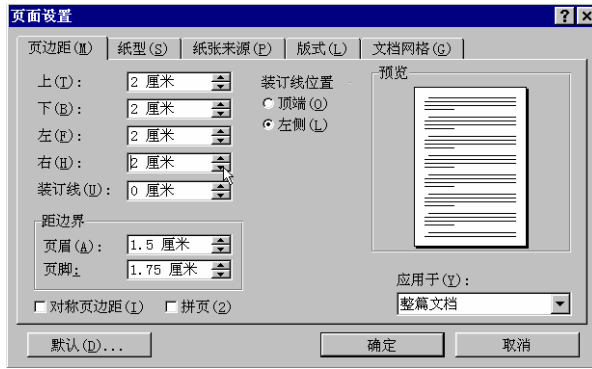 页面设置
页边距(M) 纸型(S) 纸张来源(P) 版式(L) 文档网格(G)
上(T): 2 厘米
下(B): 2 厘米
左(F): 2 厘米
右(H): 2 厘米
装订线(U): 0 厘米
装订线位置
顶端(O)
左侧(L)
预览
距边界
页眉(A): 1.5 厘米
页脚: 1.75 厘米
应用于(Y):
整篇文档
对称页边距(I) 拼页(2)
默认(D)... 确定 取消